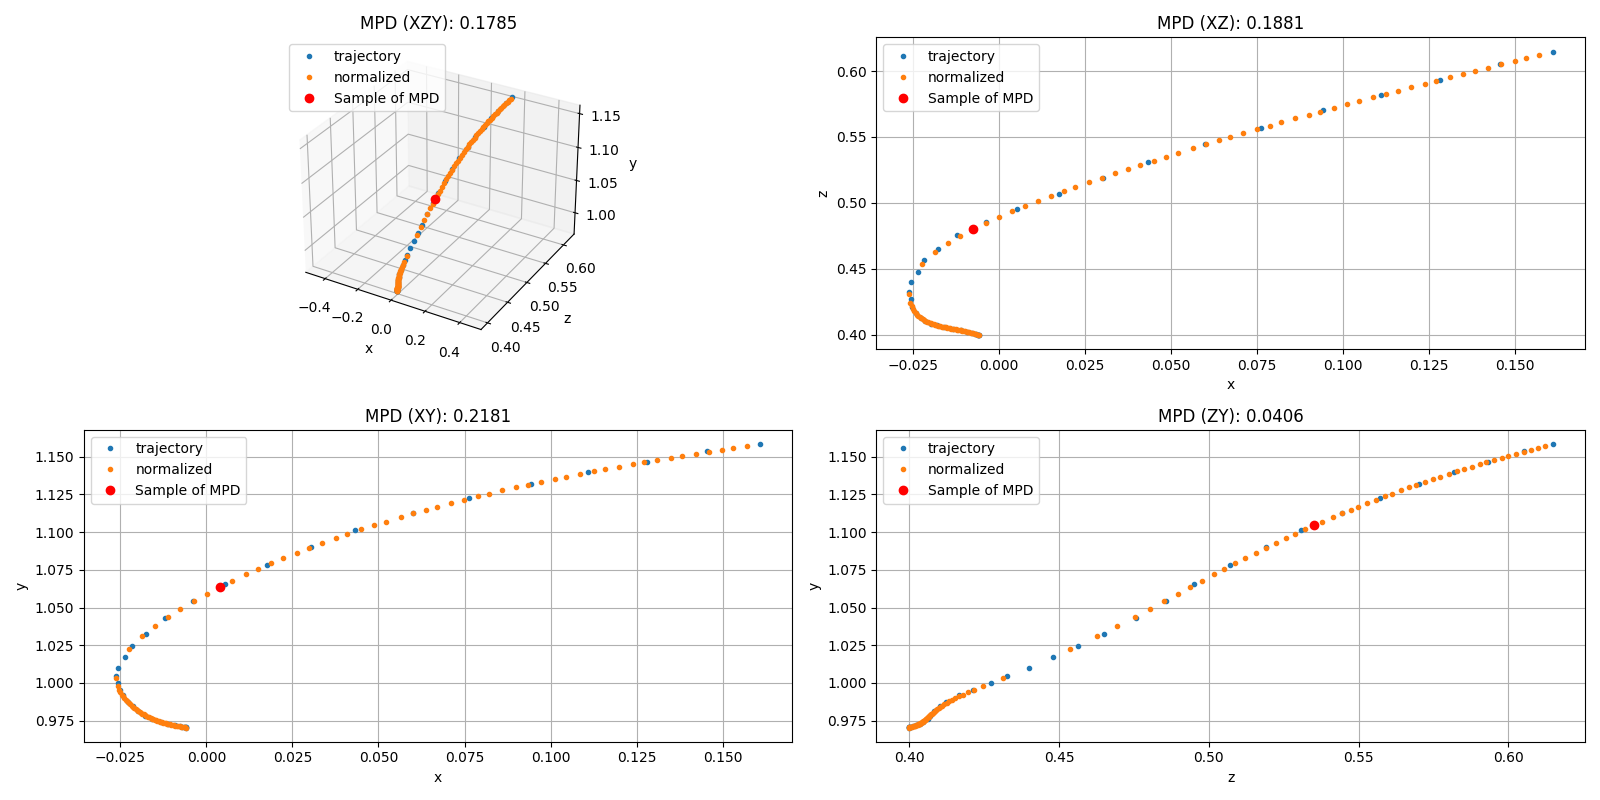 MPD (XZY): 0.1785
trajectory
normalized
Sample of MPD
1.15
1.10
1.05
1.00
y
0.60
0.55
0.50
0.45
0.40
z
−0.4
−0.2
0.0
0.2
0.4
x
MPD (XZ): 0.1881
trajectory
normalized
Sample of MPD
0.60
0.55
0.50
0.45
0.40
z
−0.025 0.000 0.025 0.050 0.075 0.100 0.125 0.150
x
MPD (XY): 0.2181
trajectory
normalized
Sample of MPD
1.150
1.125
1.100
1.075
1.050
1.025
1.000
0.975
y
−0.025 0.000 0.025 0.050 0.075 0.100 0.125 0.150
x
MPD (ZY): 0.0406
trajectory
normalized
Sample of MPD
1.150
1.125
1.100
1.075
1.050
1.025
1.000
0.975
y
0.40 0.45 0.50 0.55 0.60
z